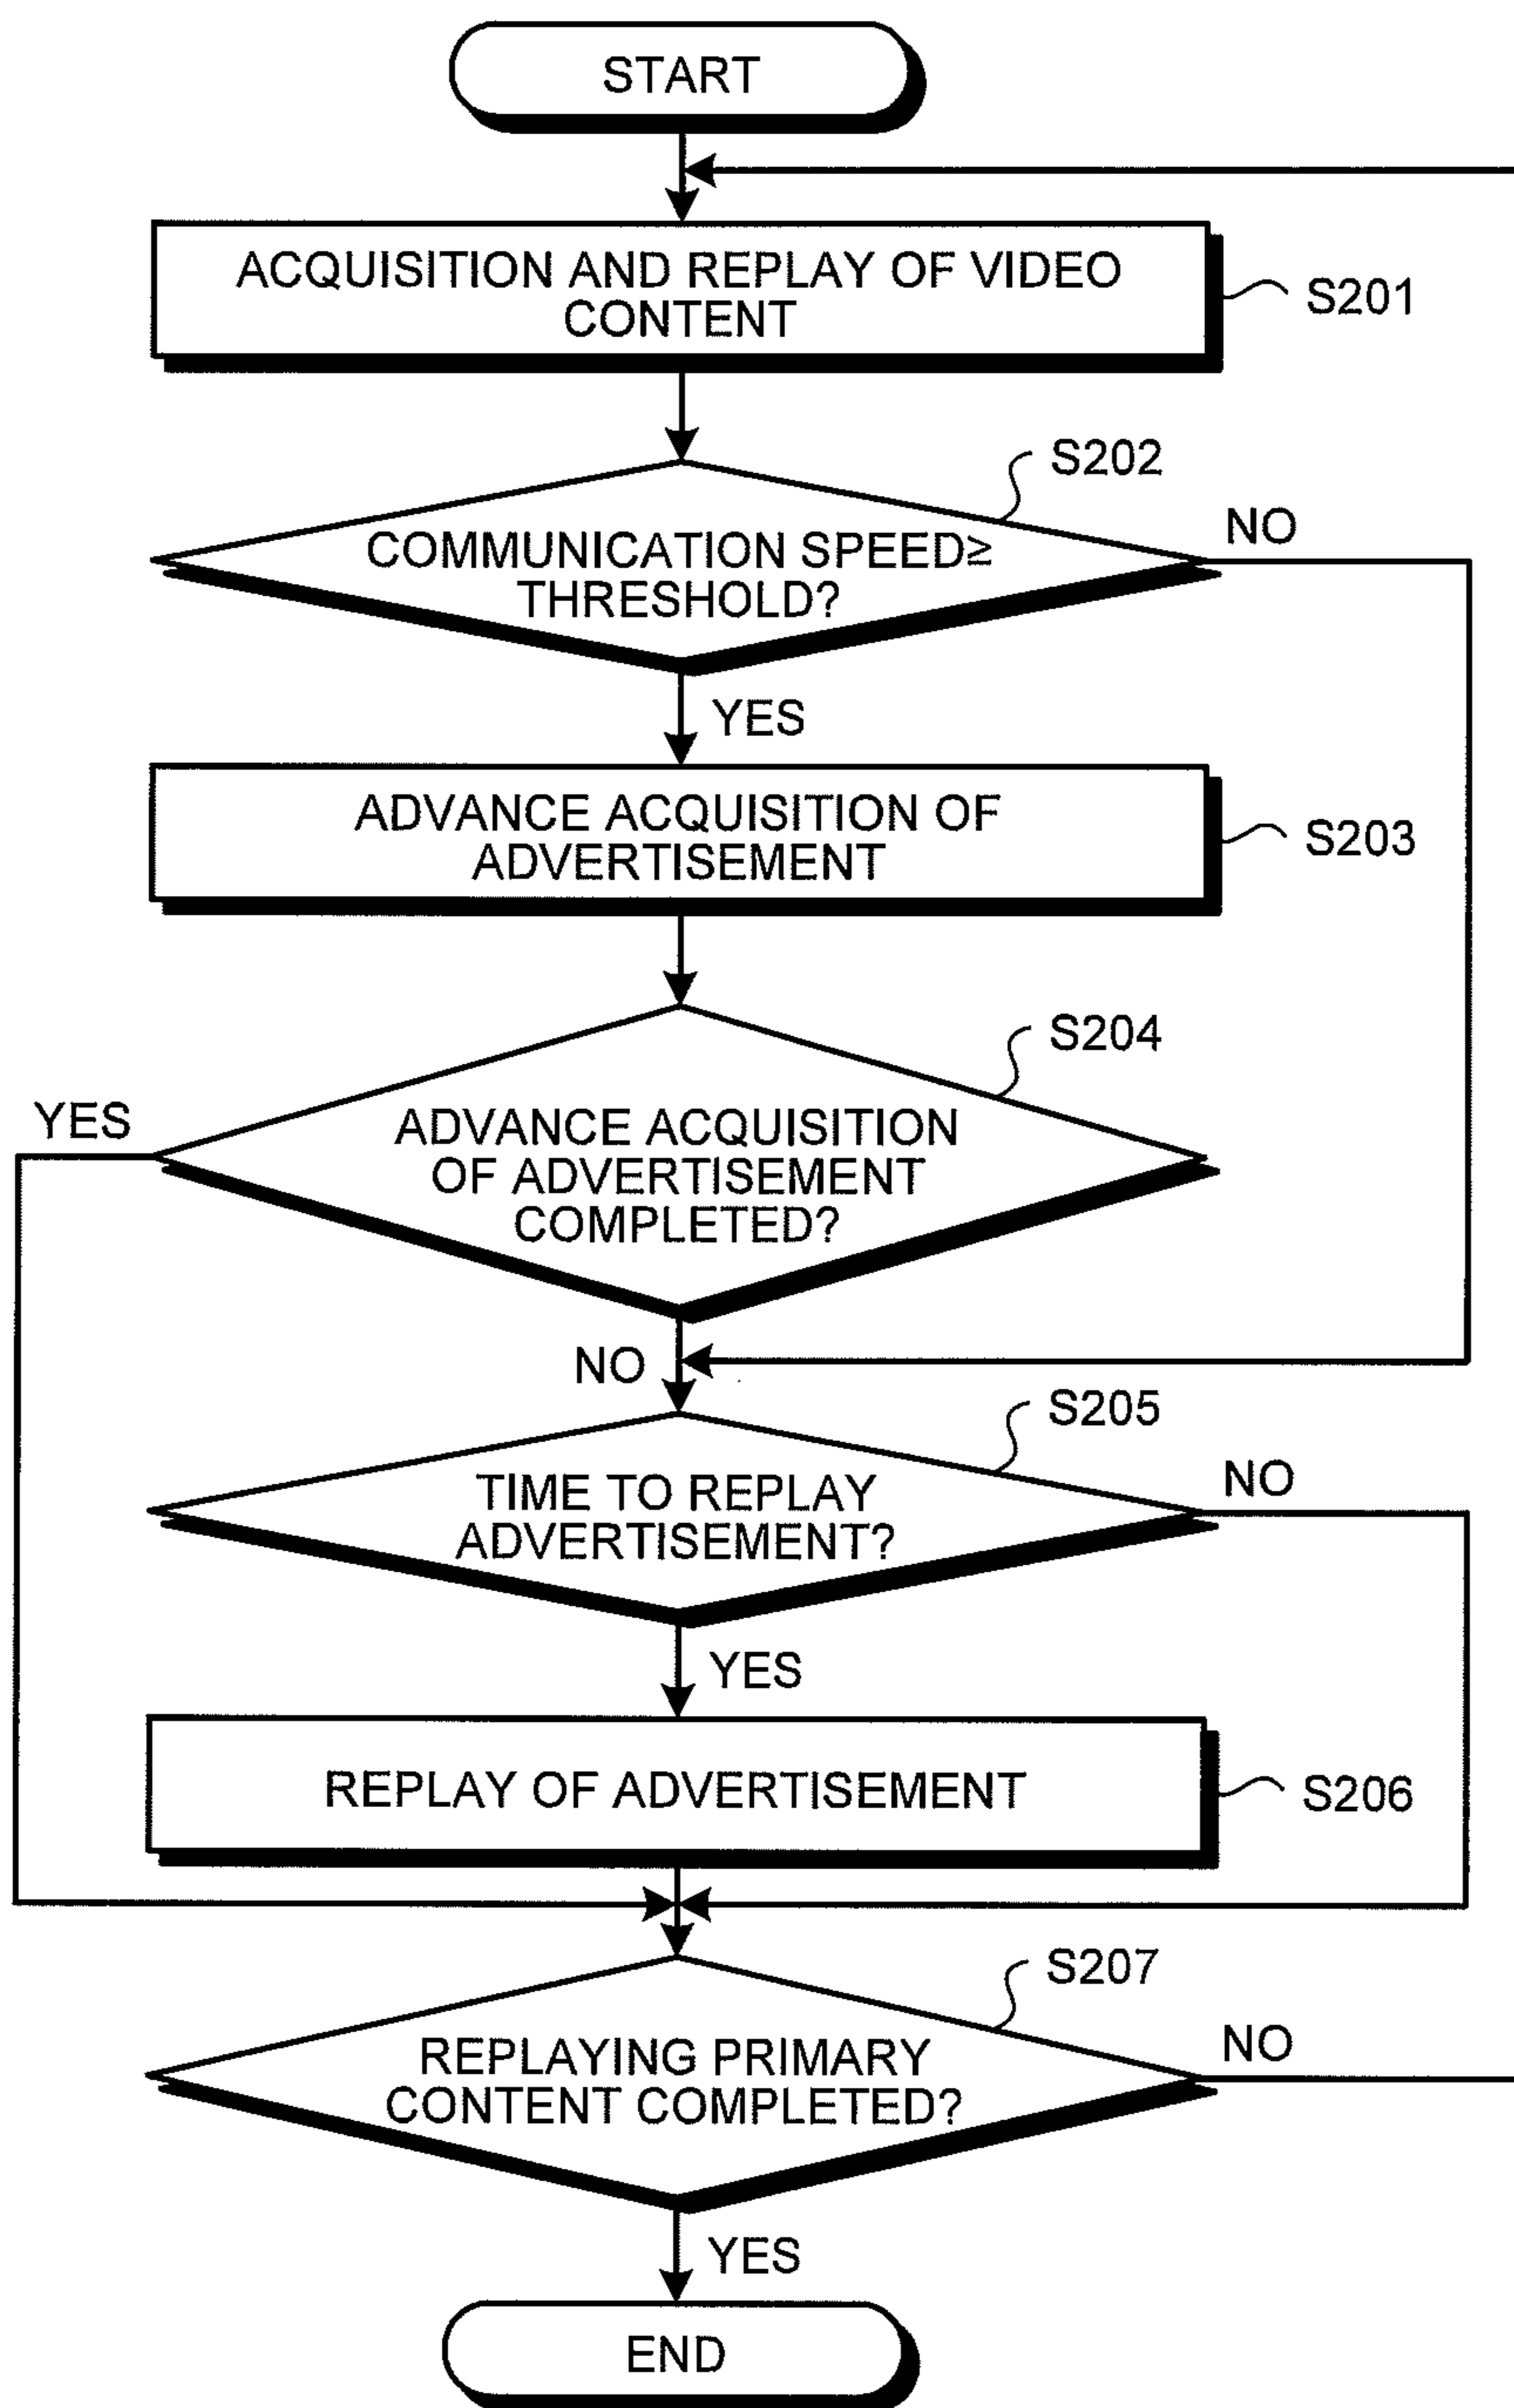 START
ACQUISITION AND REPLAY OF VIDEO
CONTENT
S201
S202
COMMUNICATION SPEED≥
THRESHOLD?
NO
YES
ADVANCE ACQUISITION OF
ADVERTISEMENT
S203
S204
YES
ADVANCE ACQUISITION
OF ADVERTISEMENT
COMPLETED?
NO
S205
TIME TO REPLAY
ADVERTISEMENT?
NO
YES
REPLAY OF ADVERTISEMENT
S206
S207
REPLAYING PRIMARY
CONTENT COMPLETED?
NO
YES
END